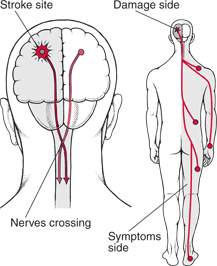 Stroke site
Damage side
Nerves crossing
Symptoms
side